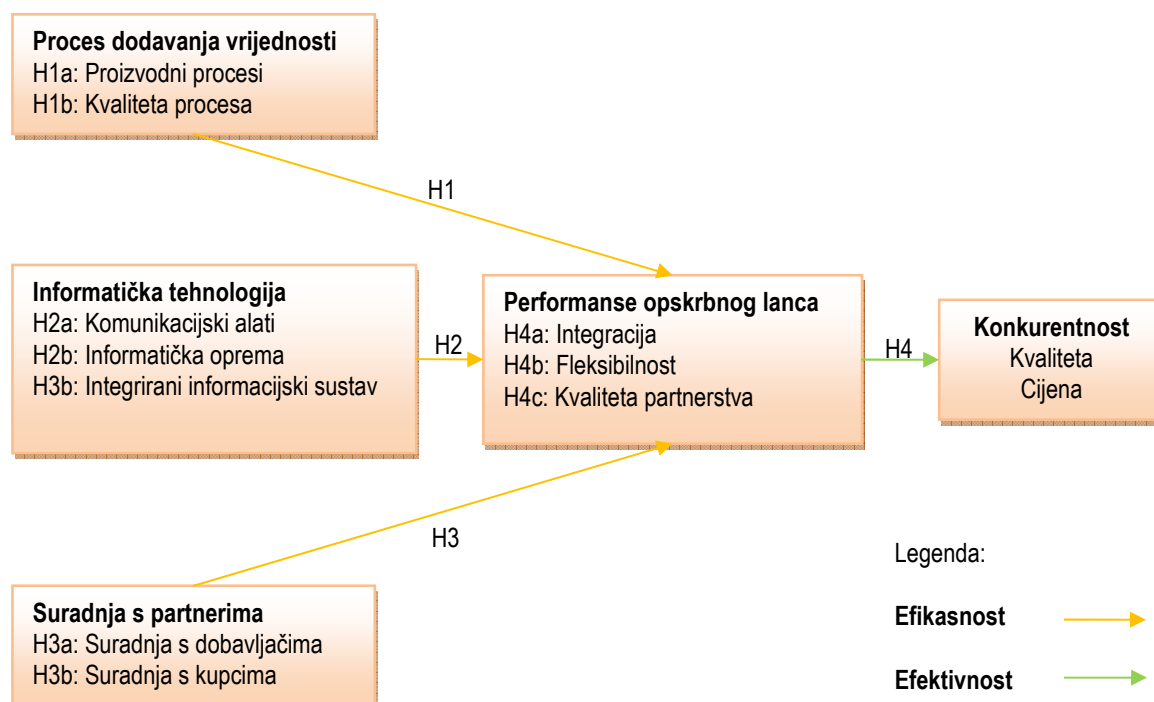 Proces dodavanja vrijednosti
H1a: Proizvodni procesi
H1b: Kvaliteta procesa
H1
Informatička tehnologija
H2a: Komunikacijski alati
H2b: Informatička oprema
H3b: Integrirani informacijski sustav
H2
Performanse opskrbnog lanca
H4a: Integracija
H4b: Fleksibilnost
H4c: Kvaliteta partnerstva
H4
Konkurentnost
Kvaliteta
Cijena
H3
Suradnja s partnerima
H3a: Suradnja s dobavljačima
H3b: Suradnja s kupcima
Legenda:
Efikasnost
Efektivnost